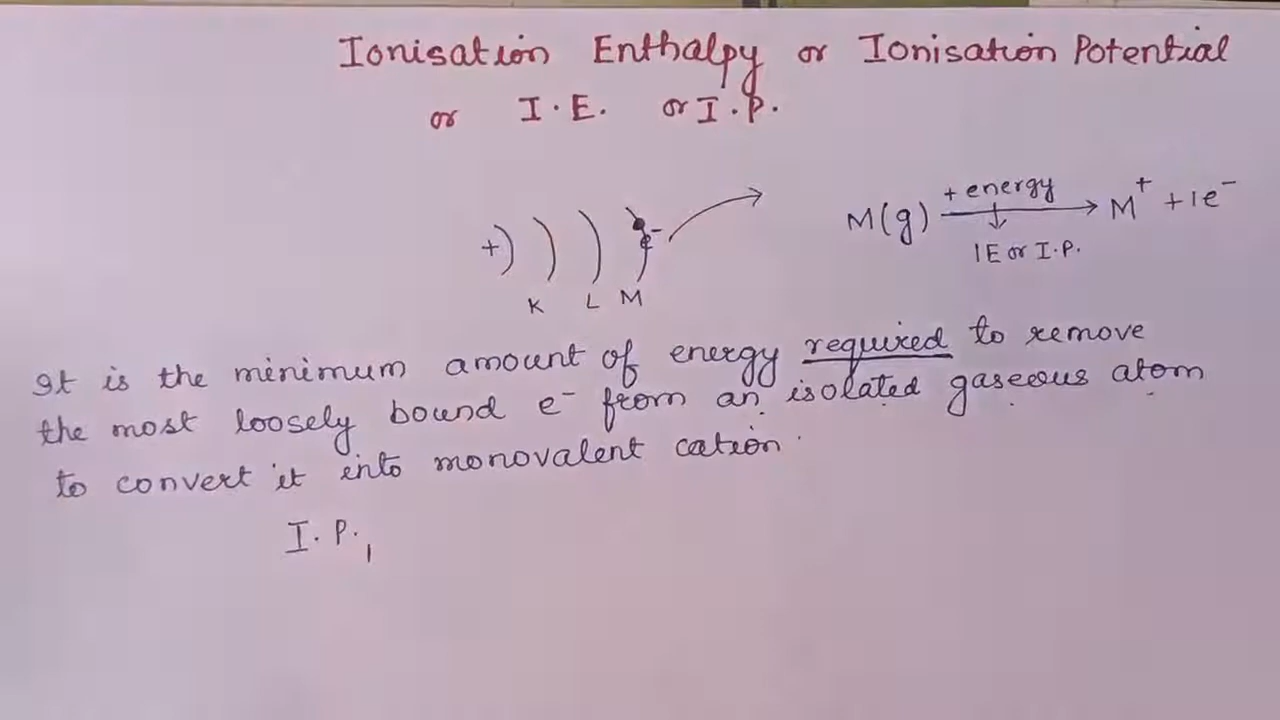 Ionisation Enthalpy or Ionisation Potential
or I.E. or I.P.
+) K L M e-
M(g) + energy → M+ + 1e-
IE or I.P.
It is the minimum amount of energy required to remove
the most loosely bound e- from an isolated gaseous atom
to convert it into monovalent cation.
I.P.1